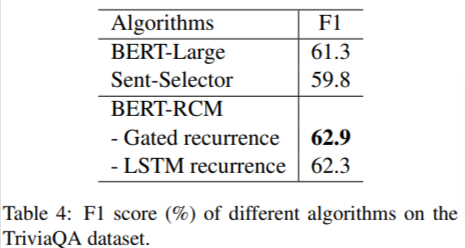 Algorithms F1
BERT-Large 61.3
Sent-Selector 59.8
BERT-RCM
- Gated recurrence 62.9
- LSTM recurrence 62.3
Table 4: F1 score (%) of different algorithms on the
TriviaQA dataset.